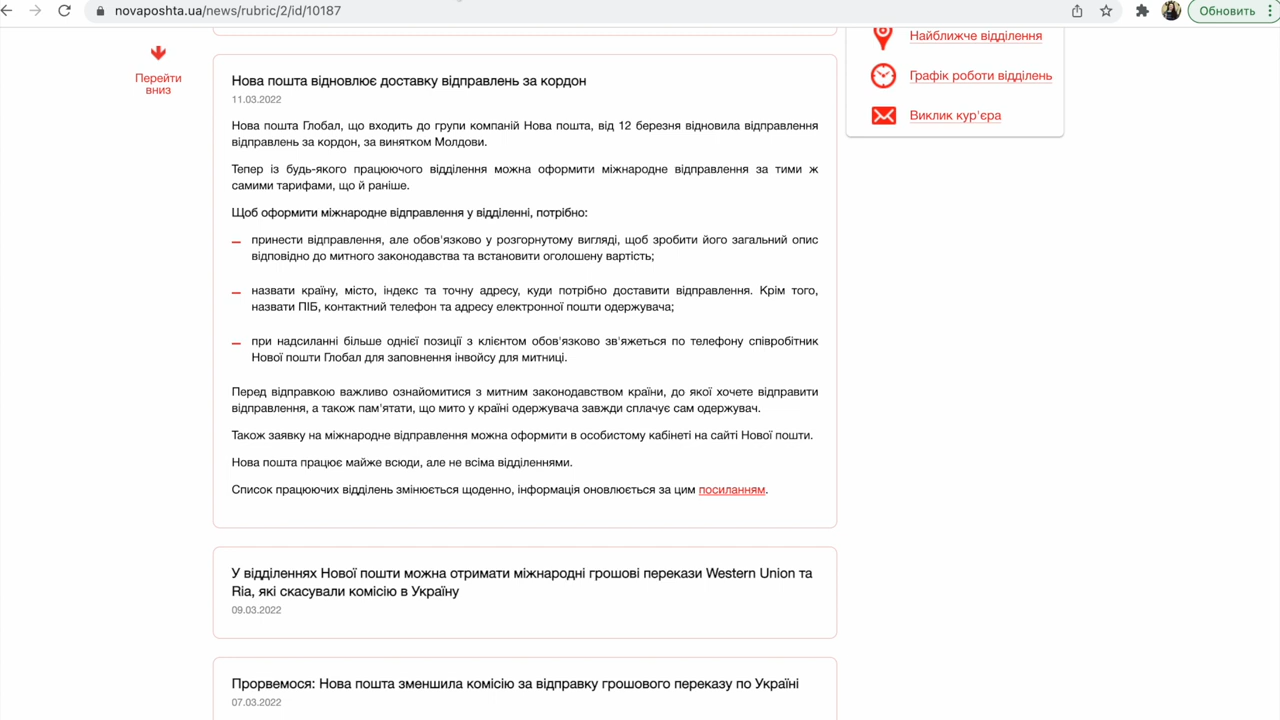 novaposhta.ua/news/rubric/2/id/10187
Обновить
Перейти
вниз
Найближче відділення
Графік роботи відділень
Виклик кур'єра
Нова пошта відновлює доставку відправлень за кордон
11.03.2022
Нова пошта Глобал, що входить до групи компаній Нова пошта, від 12 березня відновила відправлення
відправлень за кордон, за винятком Молдови.
Тепер із будь-якого працюючого відділення можна оформити міжнародне відправлення за тими ж
самими тарифами, що й раніше.
Щоб оформити міжнародне відправлення у відділенні, потрібно:
принести відправлення, але обов'язково у розгорнутому вигляді, щоб зробити його загальний опис
відповідно до митного законодавства та встановити оголошену вартість;
назвати країну, місто, індекс та точну адресу, куди потрібно доставити відправлення. Крім того,
назвати ПІБ, контактний телефон та адресу електронної пошти одержувача;
при надсиланні більше однієї позиції з клієнтом обов'язково зв'яжеться по телефону співробітник
Нової пошти Глобал для заповнення інвойсу для митниці.
Перед відправкою важливо ознайомитися з митним законодавством країни, до якої хочете відправити
відправлення, а також пам'ятати, що мито у країні одержувача завжди сплачує сам одержувач.
Також заявку на міжнародне відправлення можна оформити в особистому кабінеті на сайті Нової пошти.
Нова пошта працює майже всюди, але не всіма відділеннями.
Список працюючих відділень змінюється щоденно, інформація оновлюється за цим посиланням.
У відділеннях Нової пошти можна отримати міжнародні грошові перекази Western Union та
Ria, які скасували комісію в Україну
09.03.2022
Прорвемося: Нова пошта зменшила комісію за відправку грошового переказу по Україні
07.03.2022